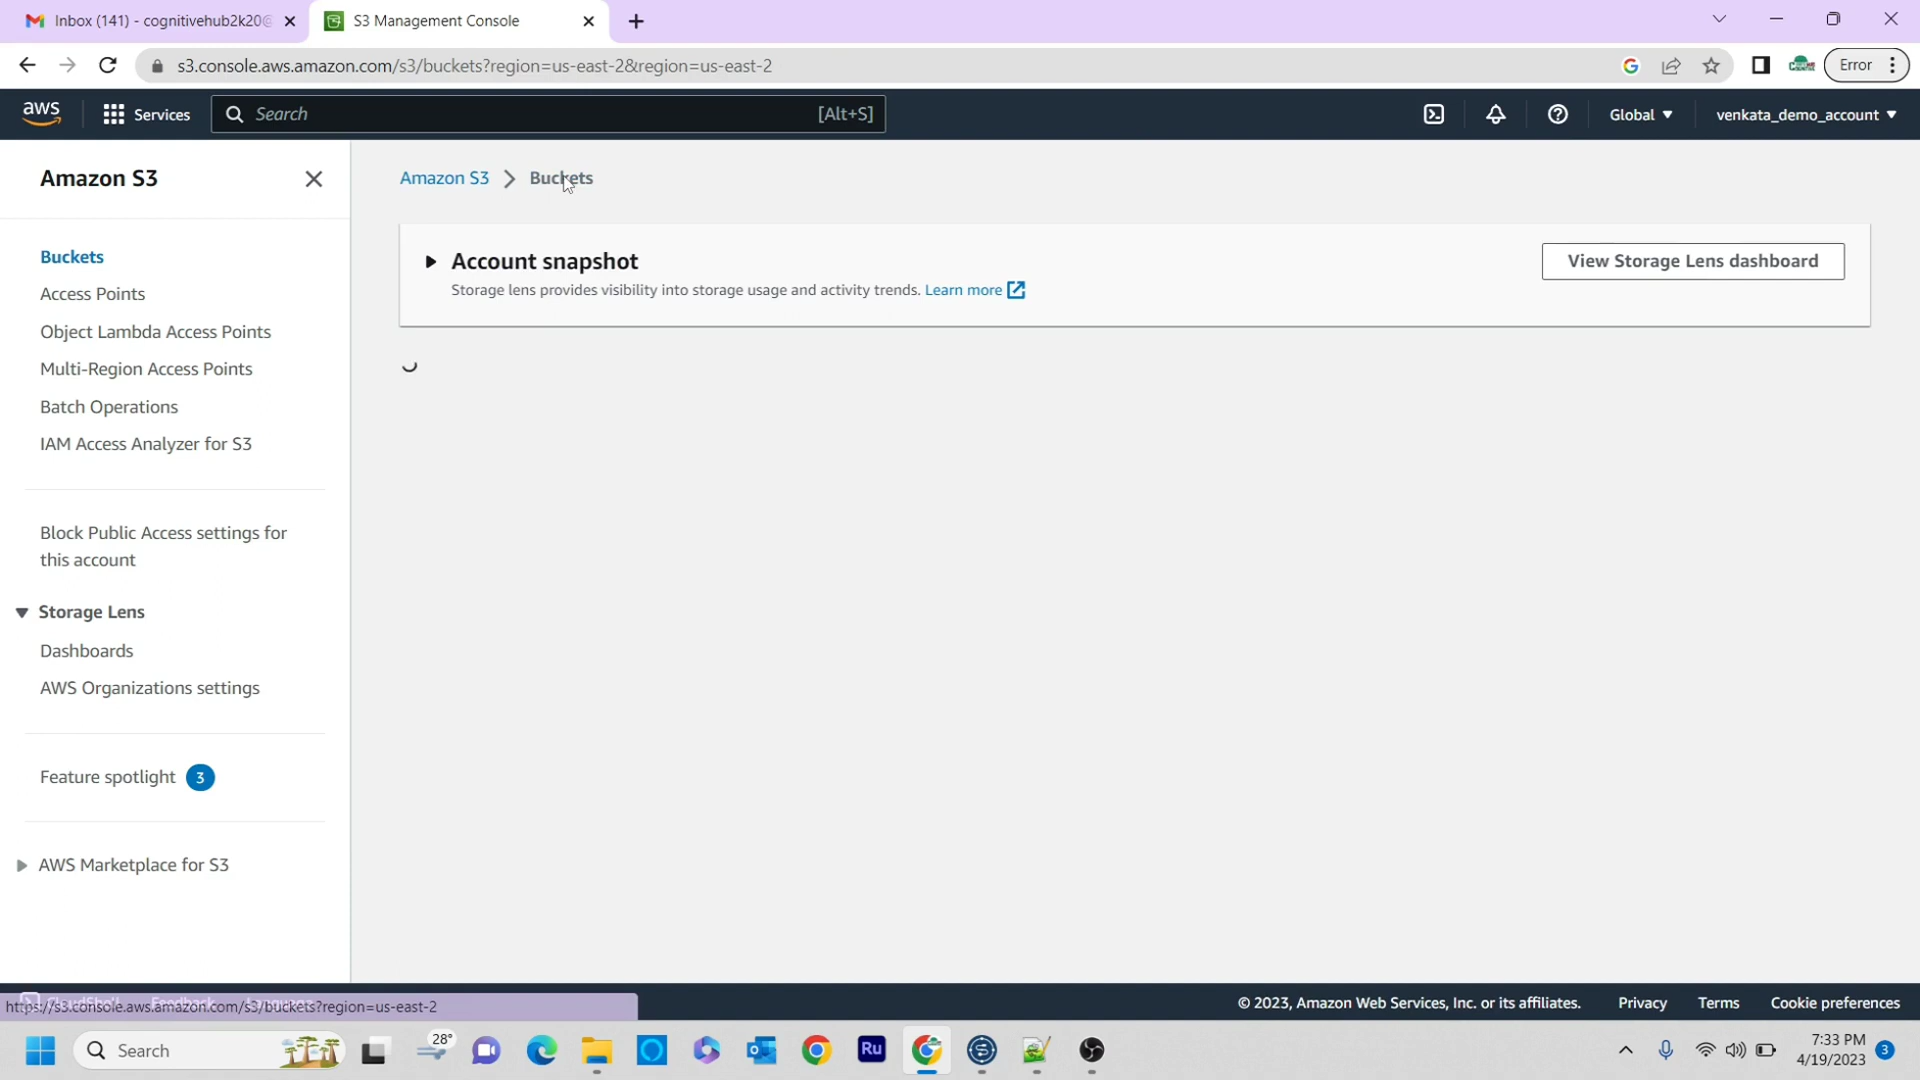 Inbox (141) - cognitivehub2k20@
S3 Management Console
s3.console.aws.amazon.com/s3/buckets?region=us-east-2&region=us-east-2
Error
aws
Services
Search
[Alt+S]
Global
venkata_demo_account
Amazon S3
Buckets
Access Points
Object Lambda Access Points
Multi-Region Access Points
Batch Operations
IAM Access Analyzer for S3
Block Public Access settings for
this account
Storage Lens
Dashboards
AWS Organizations settings
Feature spotlight 3
AWS Marketplace for S3
Amazon S3 > Buckets
Account snapshot
Storage lens provides visibility into storage usage and activity trends. Learn more
View Storage Lens dashboard
CloudShell Feedback Language
https://s3.console.aws.amazon.com/s3/buckets?region=us-east-2
© 2023, Amazon Web Services, Inc. or its affiliates.
Privacy
Terms
Cookie preferences
Search
28°
Ru
7:33 PM
4/19/2023
3